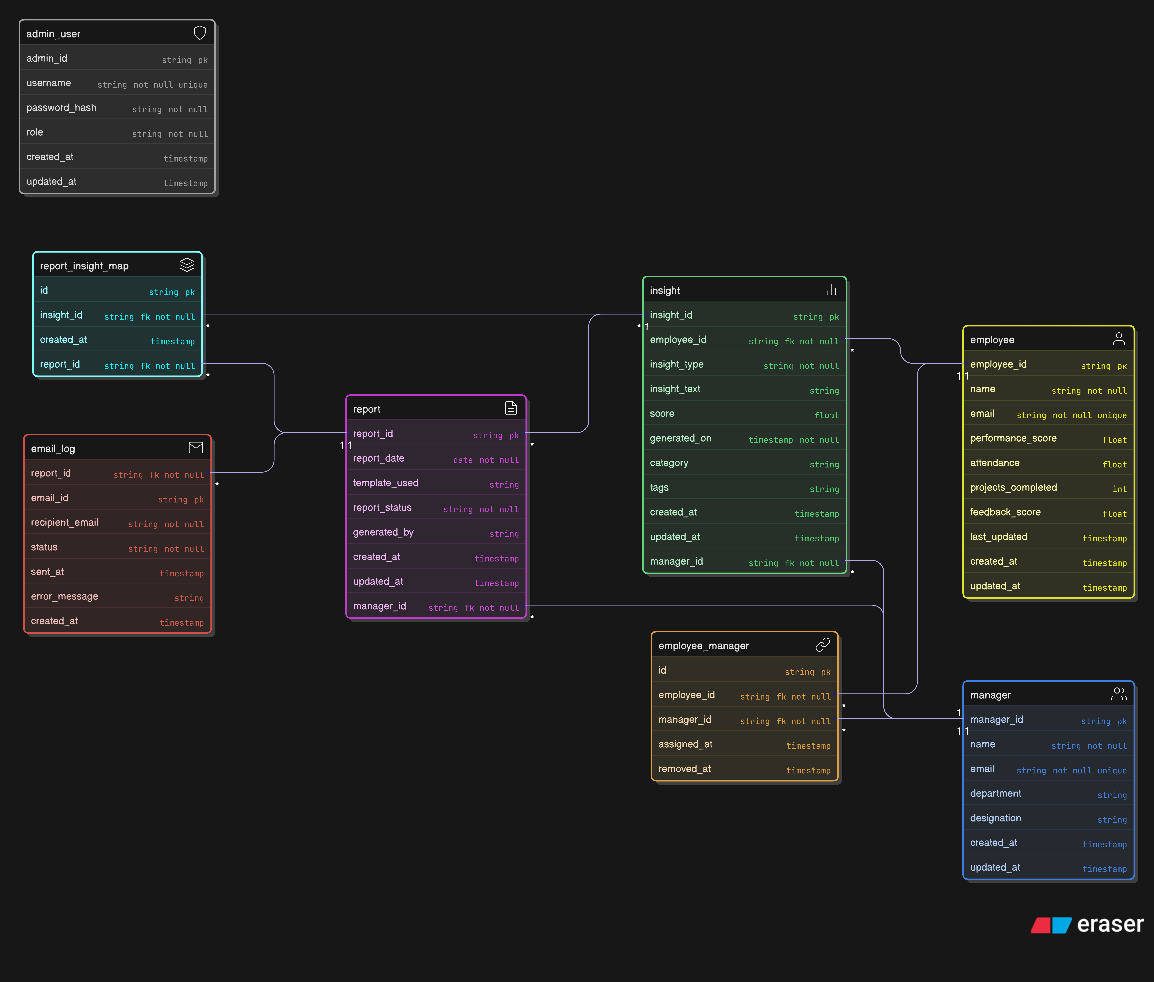 admin_user
admin_id string pk
username string not null unique
password_hash string not null
role string not null
created_at timestamp
updated_at timestamp
report_insight_map
id string pk
insight_id string fk not null
created_at timestamp
report_id string fk not null
*
*
email_log
report_id string fk not null
email_id string pk
recipient_email string not null
status string not null
sent_at timestamp
error_message string
created_at timestamp
*
report
report_id string pk
report_date date not null
template_used string
report_status string not null
generated_by string
created_at timestamp
updated_at timestamp
manager_id string fk not null
1 1
*
*
insight
insight_id string pk
employee_id string fk not null
insight_type string not null
insight_text string
score float
generated_on timestamp not null
category string
tags string
created_at timestamp
updated_at timestamp
manager_id string fk not null
* 1
*
*
employee_manager
id string pk
employee_id string fk not null
manager_id string fk not null
assigned_at timestamp
removed_at timestamp
*
*
employee
employee_id string pk
name string not null
email string not null unique
performance_score float
attendance float
projects_completed int
feedback_score float
last_updated timestamp
created_at timestamp
updated_at timestamp
1 1
manager
manager_id string pk
name string not null
email string not null unique
department string
designation string
created_at timestamp
updated_at timestamp
1
1 1
eraser